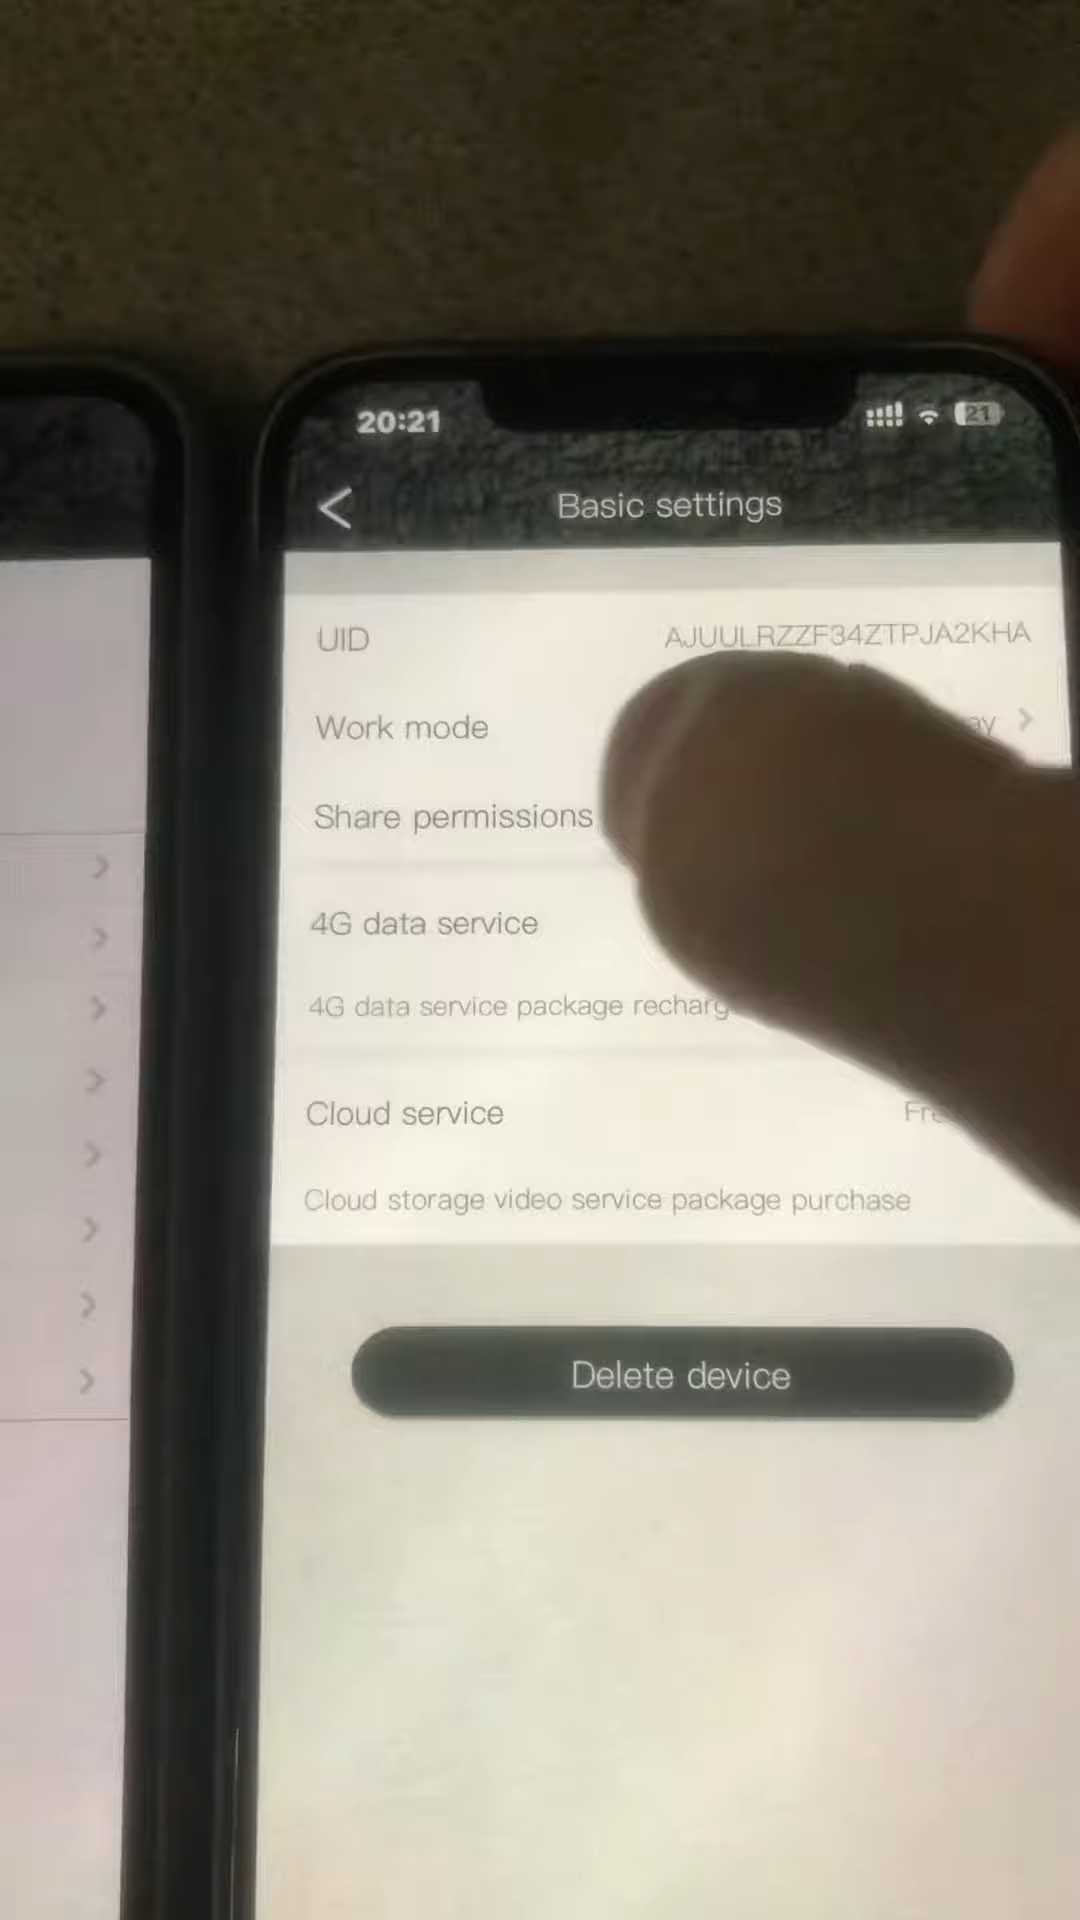 20:21
21
Basic settings
UID AJUULRZZF34ZTPJA2KHA
Work mode
Share permissions
4G data service
4G data service package
Cloud service
Cloud storage video service package purchase
Delete device